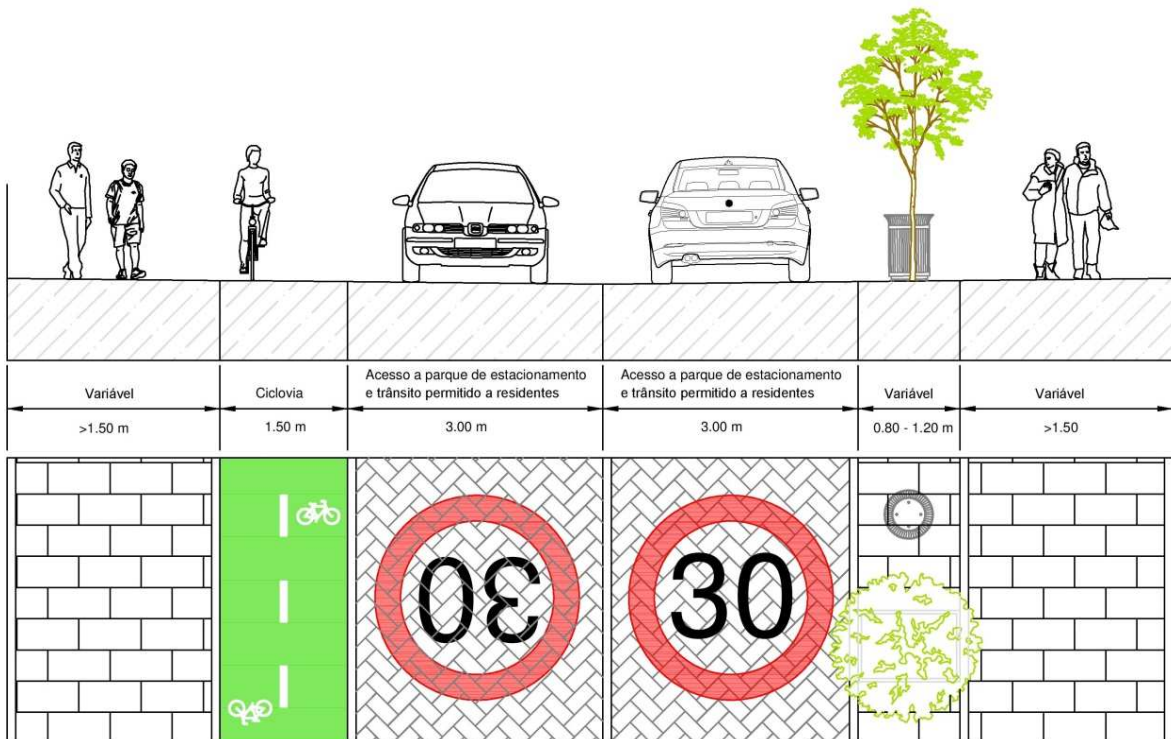 Variável
>1.50 m
Ciclovia
1.50 m
Acesso a parque de estacionamento
e trânsito permitido a residentes
3.00 m
Acesso a parque de estacionamento
e trânsito permitido a residentes
3.00 m
Variável
0.80 - 1.20 m
Variável
>1.50
30
30